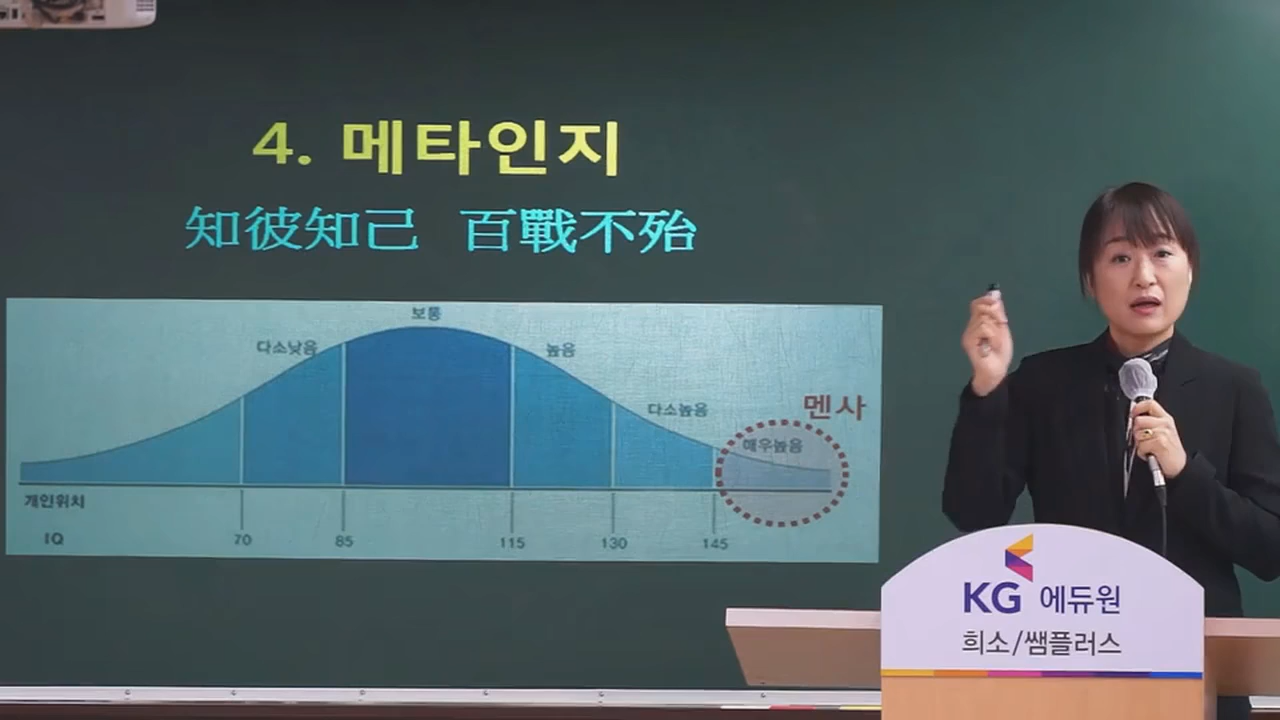 4. 메타인지
知彼知己 百戰不殆
보통
다소낮음
높음
다소높음
멘사
매우높음
개인위치
IQ 70 85 115 130 145
KG 에듀원
희소/쌤플러스